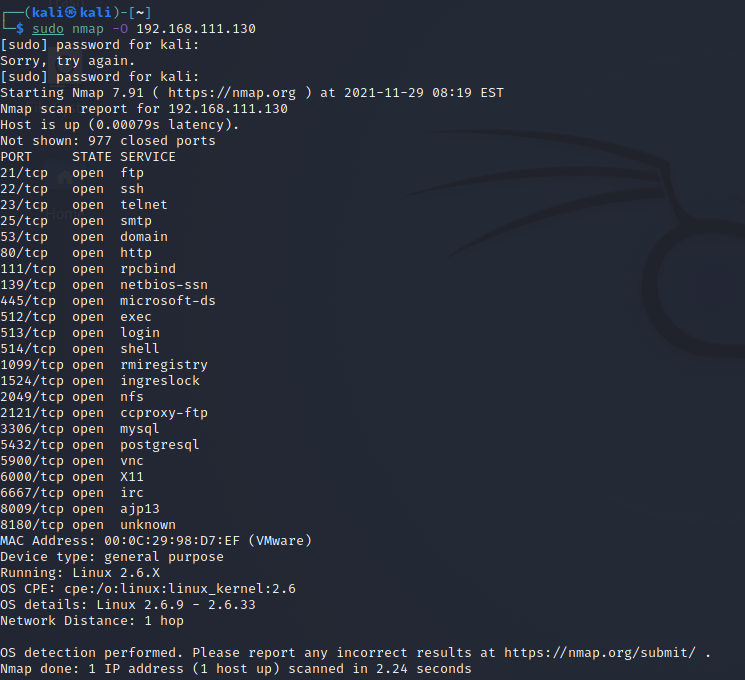 ┌──(kali㉿kali)-[~]
└─$ sudo nmap -O 192.168.111.130
[sudo] password for kali:
Sorry, try again.
[sudo] password for kali:
Starting Nmap 7.91 ( https://nmap.org ) at 2021-11-29 08:19 EST
Nmap scan report for 192.168.111.130
Host is up (0.00079s latency).
Not shown: 977 closed ports
PORT     STATE SERVICE
21/tcp   open  ftp
22/tcp   open  ssh
23/tcp   open  telnet
25/tcp   open  smtp
53/tcp   open  domain
80/tcp   open  http
111/tcp  open  rpcbind
139/tcp  open  netbios-ssn
445/tcp  open  microsoft-ds
512/tcp  open  exec
513/tcp  open  login
514/tcp  open  shell
1099/tcp open  rmiregistry
1524/tcp open  ingreslock
2049/tcp open  nfs
2121/tcp open  ccproxy-ftp
3306/tcp open  mysql
5432/tcp open  postgresql
5900/tcp open  vnc
6000/tcp open  X11
6667/tcp open  irc
8009/tcp open  ajp13
8180/tcp open  unknown
MAC Address: 00:0C:29:98:D7:EF (VMware)
Device type: general purpose
Running: Linux 2.6.X
OS CPE: cpe:/o:linux:linux_kernel:2.6
OS details: Linux 2.6.9 - 2.6.33
Network Distance: 1 hop

OS detection performed. Please report any incorrect results at https://nmap.org/submit/ .
Nmap done: 1 IP address (1 host up) scanned in 2.24 seconds